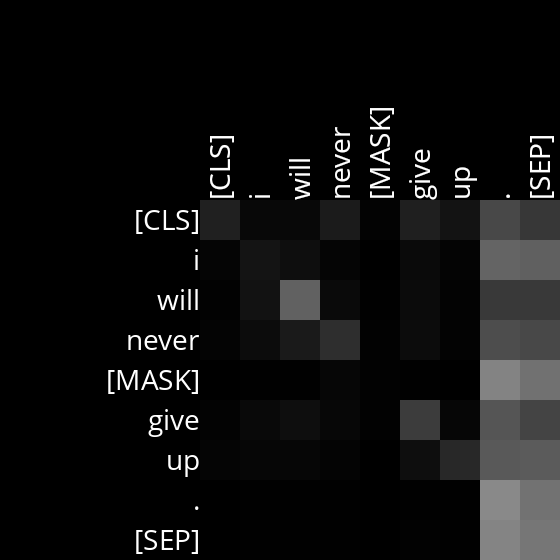 [CLS] i will never [MASK] give up . [SEP]
[CLS]
i
will
never
[MASK]
give
up
.
[SEP]